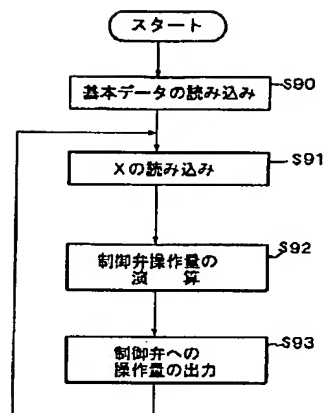 スタート
基本データの読み込み
S90
Xの読み込み
S91
制御弁操作量の
演 算
S92
制御弁への
操作量の出力
S93